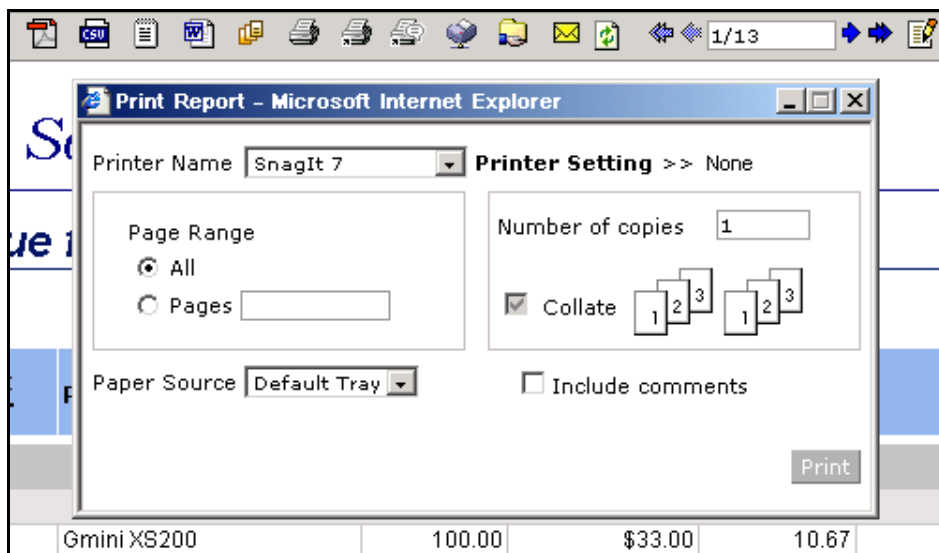 CSV W 1/13
Print Report - Microsoft Internet Explorer
Printer Name SnagIt 7 Printer Setting >> None
Page Range
All
Pages
Number of copies 1
Collate 1 2 3 1 2 3
Paper Source Default Tray
Include comments
Print
Gmini XS200 100.00 $33.00 10.67